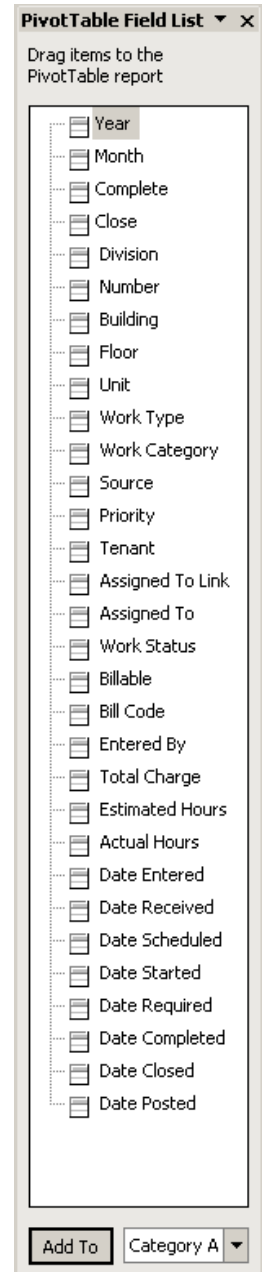 PivotTable Field List
Drag items to the
PivotTable report
Year
Month
Complete
Close
Division
Number
Building
Floor
Unit
Work Type
Work Category
Source
Priority
Tenant
Assigned To Link
Assigned To
Work Status
Billable
Bill Code
Entered By
Total Charge
Estimated Hours
Actual Hours
Date Entered
Date Received
Date Scheduled
Date Started
Date Required
Date Completed
Date Closed
Date Posted
Add To Category A